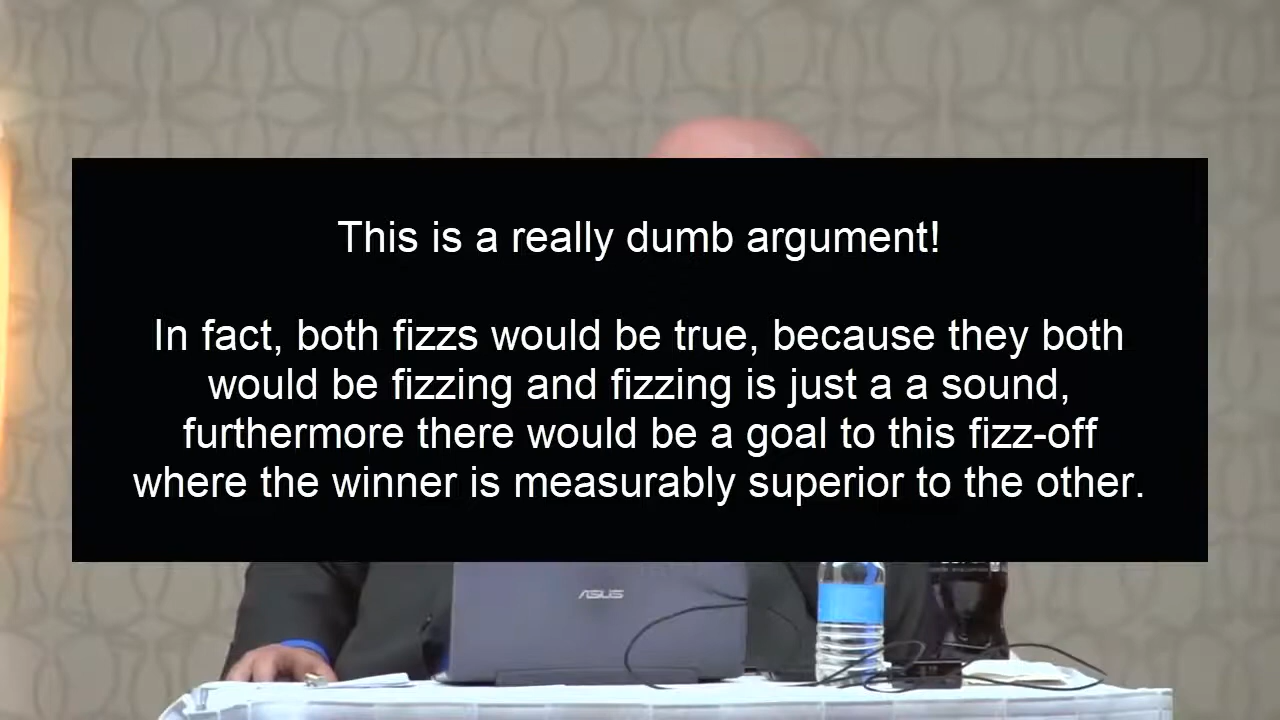 This is a really dumb argument!
In fact, both fizzs would be true, because they both
would be fizzing and fizzing is just a a sound,
furthermore there would be a goal to this fizz-off
where the winner is measurably superior to the other.
ASUS